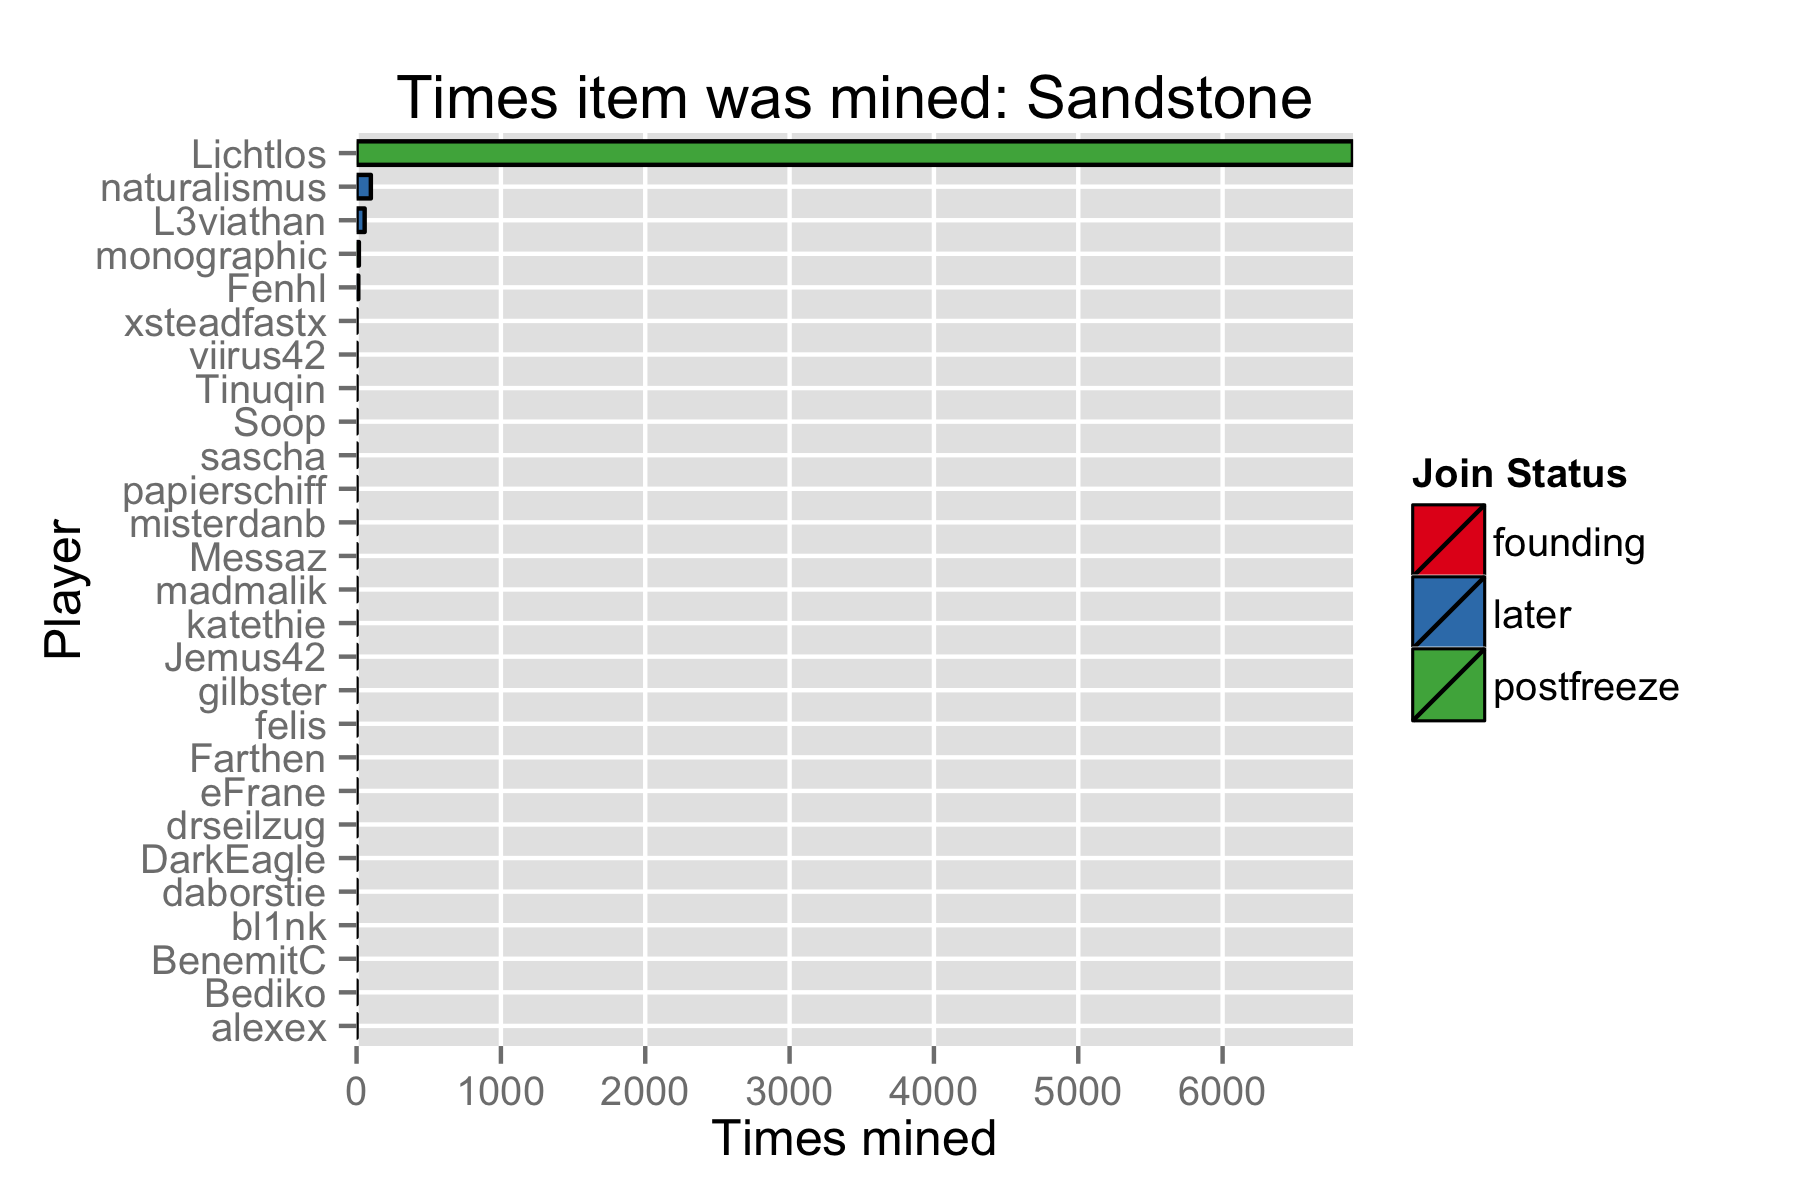 Times item was mined: Sandstone
Lichtlos
naturalismus
L3viathan
monographic
Fenhl
xsteadfastx
viirus42
Tinuqin
Soop
sascha
papierschiff
misterdanb
Messaz
madmalik
katethie
Jemus42
gilbster
felis
Farthen
eFrane
drseilzug
DarkEagle
daborstie
bl1nk
BenemitC
Bediko
alexex
Player
0 1000 2000 3000 4000 5000 6000
Times mined
Join Status
founding
later
postfreeze